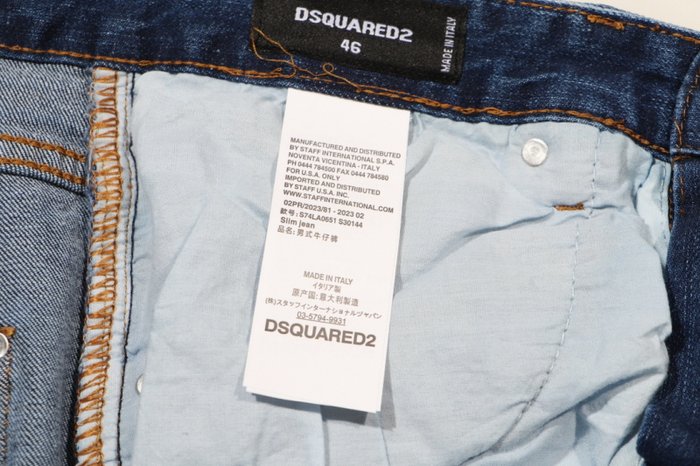 DSQUARED2
46
MADE IN ITALY
MANUFACTURED AND DISTRIBUTED
BY STAFF INTERNATIONAL S.P.A.
NOVENTA VICENTINA - ITALY
PH 0444 784500 FAX 0444 784580
FOR U.S.A. ONLY
IMPORTED AND DISTRIBUTED
BY STAFF U.S.A. INC.
WWW.STAFFINTERNATIONAL.COM
02PR/2023/81 - 2023 02
款号: S74LA0651 S30144
Slim jean
品名: 男式牛仔裤
MADE IN ITALY
イタリア製
原产国: 意大利制造
(株)スタッフインターナショナルジャパン
03-5794-9931
DSQUARED2